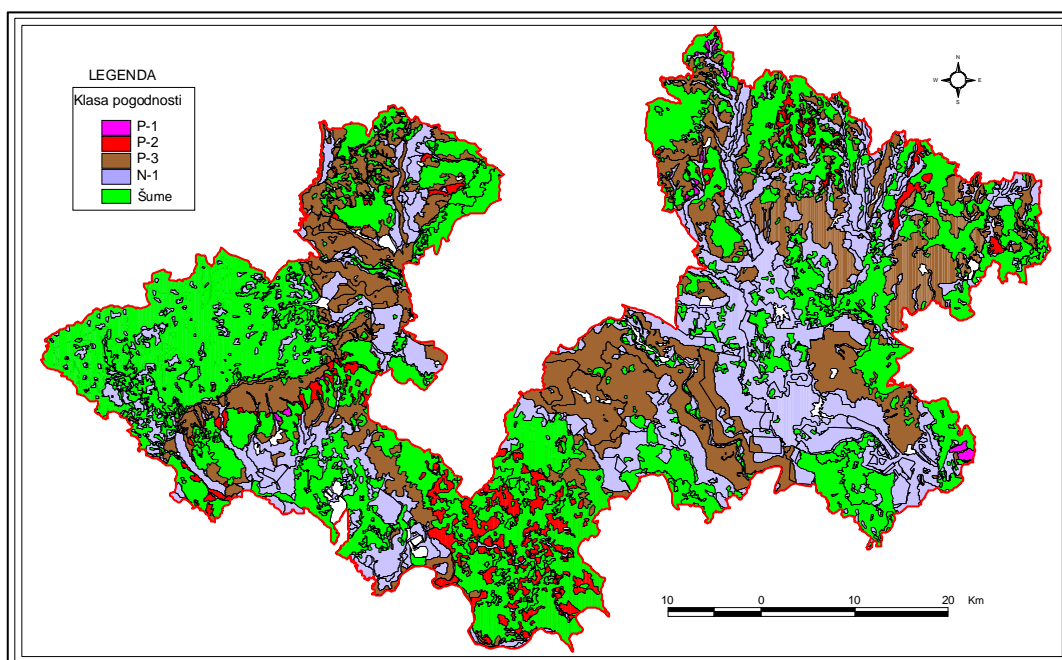 LEGENDA
Klasa pogodnosti
P-1
P-2
P-3
N-1
Šume
N
W E
S
10 0 10 20 Km